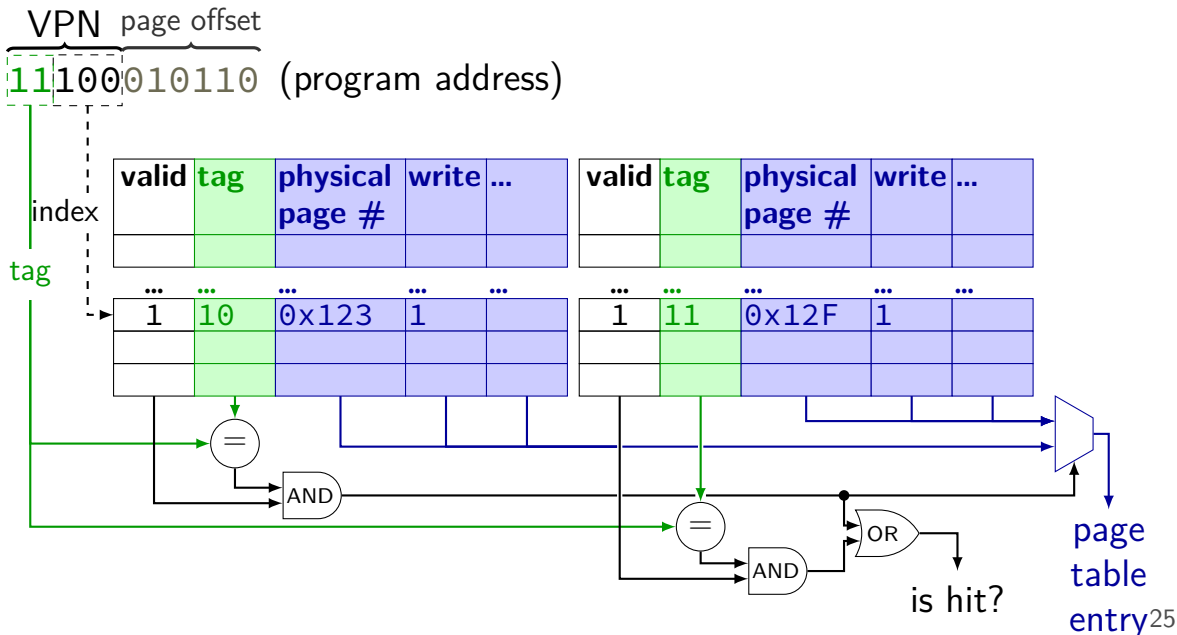 VPN page offset
11100010110 (program address)
valid tag physical page # write ... valid tag physical page # write ...
index
tag
... ... ... ... ... ... ... ... ... ...
1 10 0x123 1 1 11 0x12F 1
=
AND
=
OR
AND
is hit?
page
table
entry
25